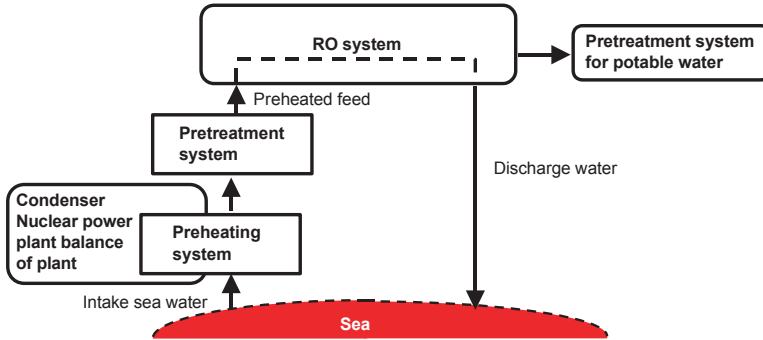 RO system
Pretreatment system
for potable water
Preheated feed
Pretreatment
system
Discharge water
Condenser
Nuclear power
plant balance
of plant
Preheating
system
Intake sea water
Sea